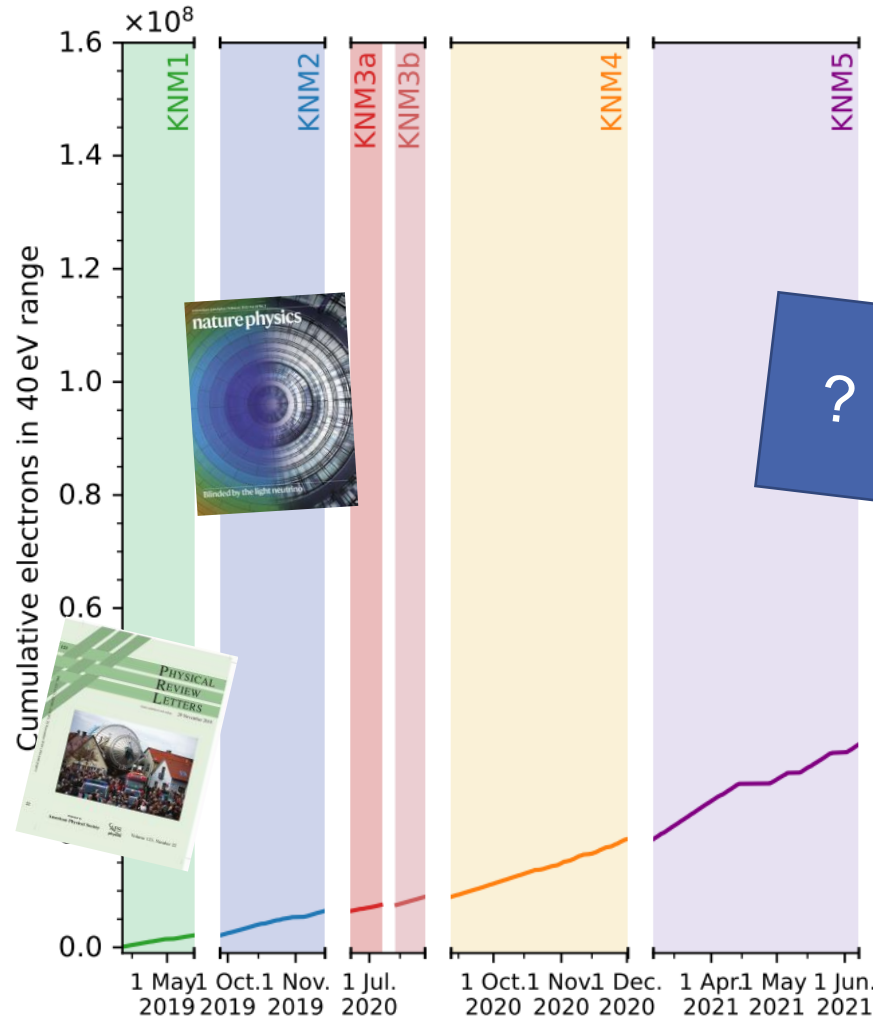 ×10⁸
1.6
1.4
1.2
1.0
0.8
0.6
0.0
Cumulative electrons in 40 eV range
KNM1
KNM2
KNM3a
KNM3b
KNM4
KNM5
nature physics
Blinded by the light neutrino
?
PHYSICAL
REVIEW
LETTERS
American Physical Society
1 May 1 Oct. 1 Nov. 1 Jul. 1 Oct. 1 Nov. 1 Dec. 1 Apr. 1 May 1 Jun.
2019 2019 2019 2020 2020 2020 2020 2021 2021 2021